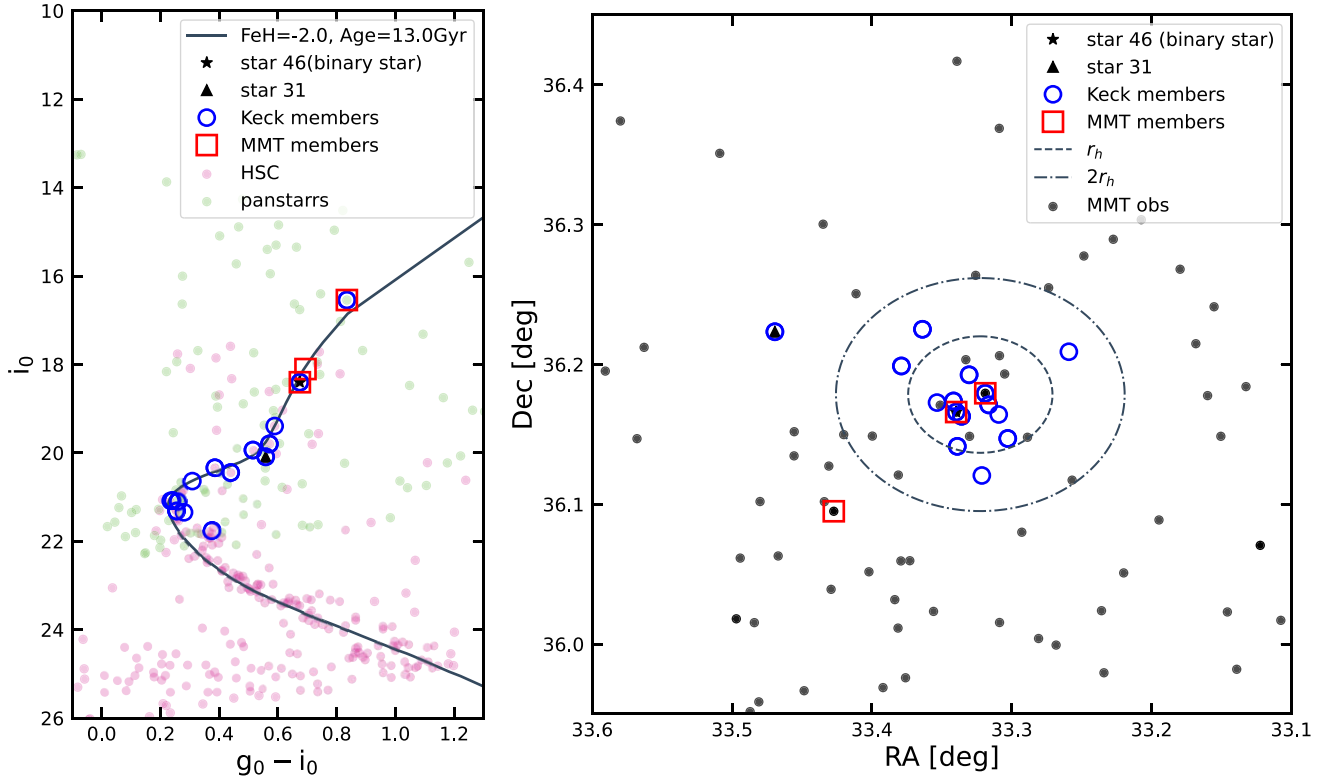 10
12
14
16
18
20
22
24
26
i₀
0.0 0.2 0.4 0.6 0.8 1.0 1.2
g₀ − i₀
FeH=-2.0, Age=13.0Gyr
star 46(binary star)
star 31
Keck members
MMT members
HSC
panstarrs
36.4
36.3
36.2
36.1
36.0
Dec [deg]
33.6 33.5 33.4 33.3 33.2 33.1
RA [deg]
star 46 (binary star)
star 31
Keck members
MMT members
rₕ
2rₕ
MMT obs